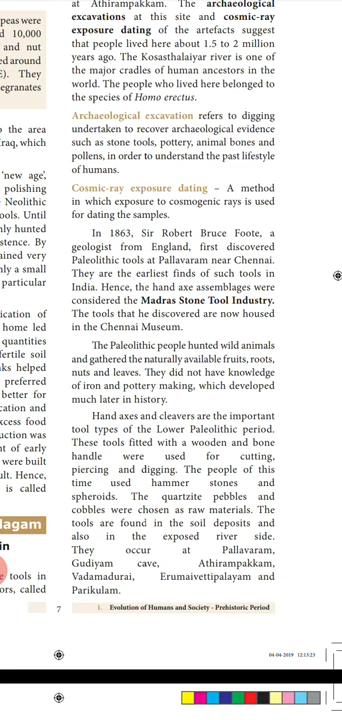 peas were
d 10,000
and nut
ed around
E). They
egranates
o the area
Iraq, which
'new age',
polishing
Neolithic
ools. Until
nly hunted
stence. By
ained very
nly a small
particular
ication of
home led
quantities
fertile soil
ks helped
preferred
better for
cation and
xcess food
uction was
nt of early
were built
ult. Hence,
is called
lagam
in
e tools in
ors, called
7
at Athirampakkam. The archaeological
excavations at this site and cosmic-ray
exposure dating of the artefacts suggest
that people lived here about 1.5 to 2 million
years ago. The Kosasthalaiyar river is one of
the major cradles of human ancestors in the
world. The people who lived here belonged to
the species of Homo erectus.
Archaeological excavation refers to digging
undertaken to recover archaeological evidence
such as stone tools, pottery, animal bones and
pollens, in order to understand the past lifestyle
of humans.
Cosmic-ray exposure dating – A method
in which exposure to cosmogenic rays is used
for dating the samples.
In 1863, Sir Robert Bruce Foote, a
geologist from England, first discovered
Paleolithic tools at Pallavaram near Chennai.
They are the earliest finds of such tools in
India. Hence, the hand axe assemblages were
considered the Madras Stone Tool Industry.
The tools that he discovered are now housed
in the Chennai Museum.
The Paleolithic people hunted wild animals
and gathered the naturally available fruits, roots,
nuts and leaves. They did not have knowledge
of iron and pottery making, which developed
much later in history.
Hand axes and cleavers are the important
tool types of the Lower Paleolithic period.
These tools fitted with a wooden and bone
handle were used for cutting,
piercing and digging. The people of this
time used hammer stones and
spheroids. The quartzite pebbles and
cobbles were chosen as raw materials. The
tools are found in the soil deposits and
also in the exposed river side.
They occur at Pallavaram,
Gudiyam cave, Athirampakkam,
Vadamadurai, Erumaivettipalayam and
Parikulam.
1. Evolution of Humans and Society - Prehistoric Period
04-04-2019 12:13:23